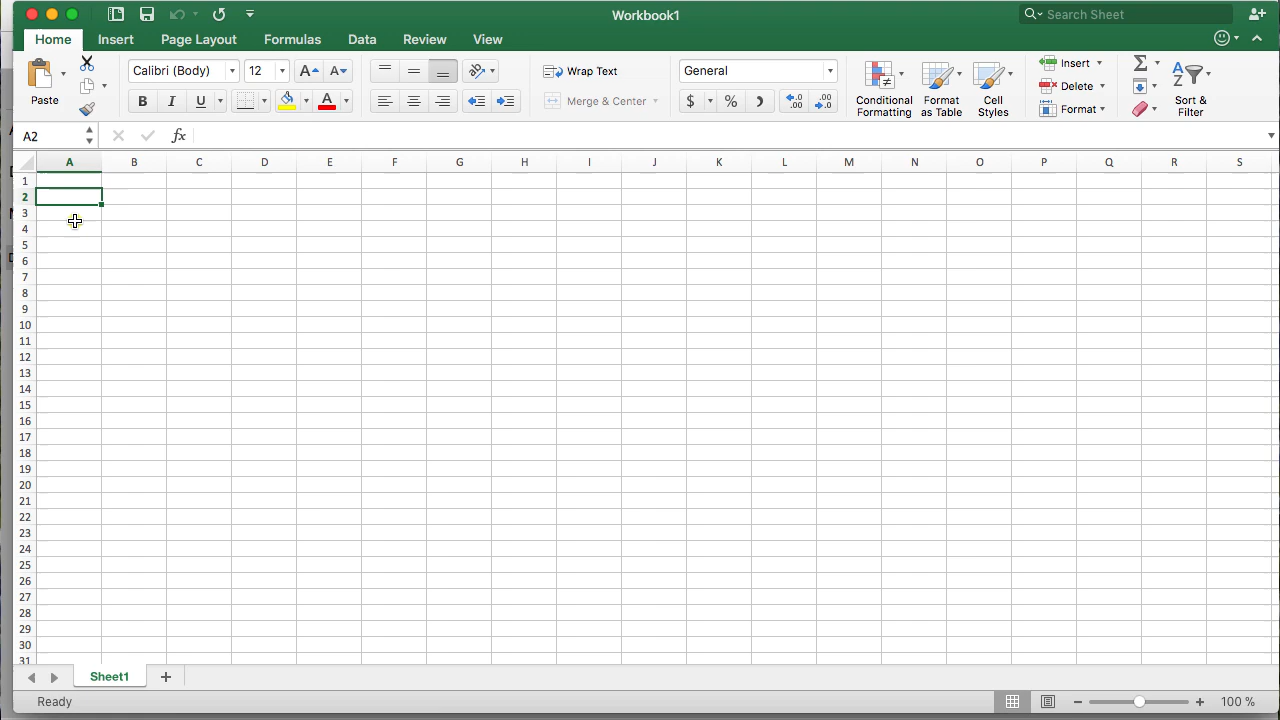 Workbook1
Search Sheet
Home Insert Page Layout Formulas Data Review View
Paste
Calibri (Body) 12
A A
B I U A
Wrap Text
Merge & Center
General
$ % )
Conditional Formatting
Format as Table
Cell Styles
Insert
Delete
Format
Sort & Filter
A2 fx
A B C D E F G H I J K L M N O P Q R S
1
2
3
4
5
6
7
8
9
10
11
12
13
14
15
16
17
18
19
20
21
22
23
24
25
26
27
28
29
30
31
Sheet1 +
Ready
100 %